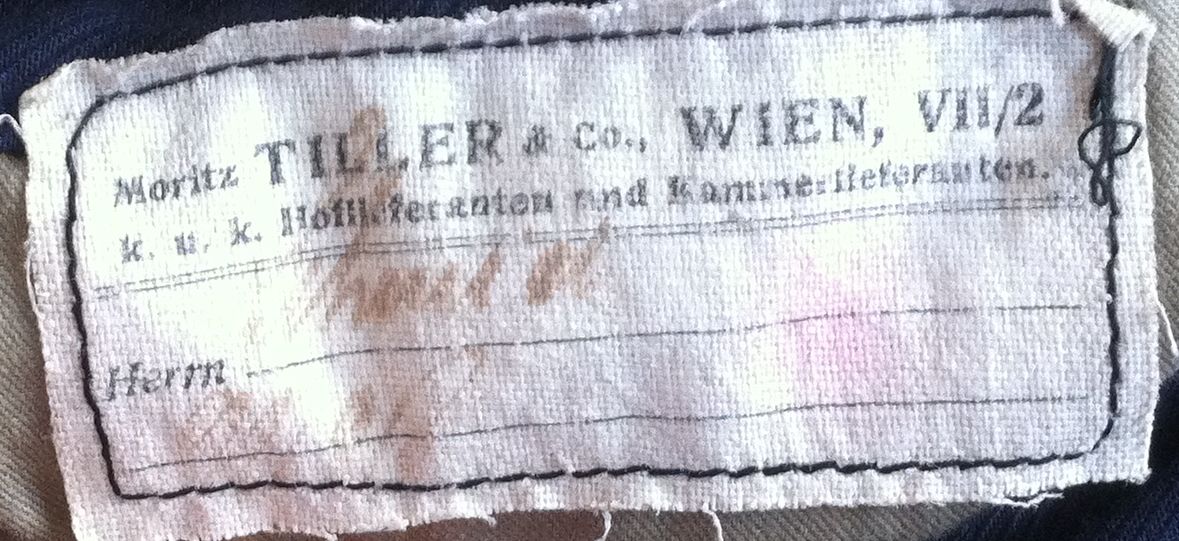 Moritz TILLER & Co., WIEN, VII/2
k. u. k. Hoflieferanten und Kammerlieferanten.
Herrn